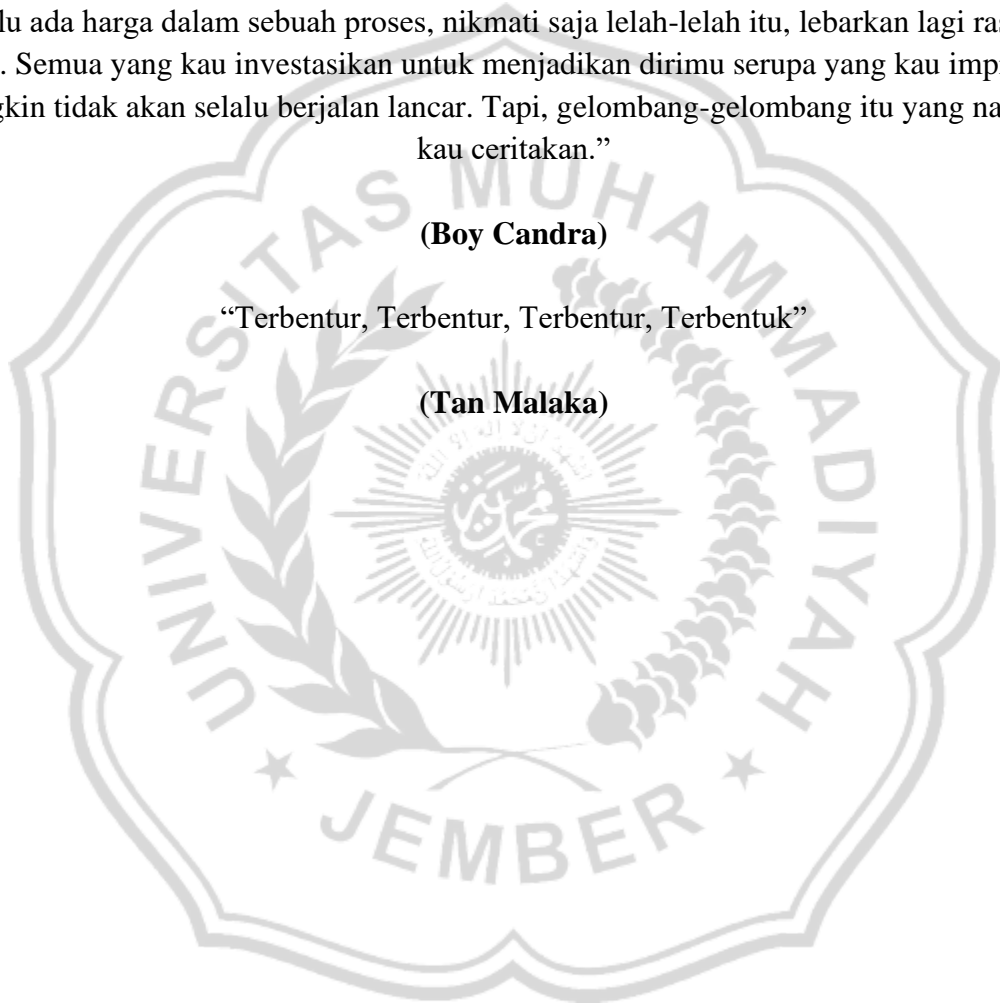 lu ada harga dalam sebuah proses, nikmati saja lelah-lelah itu, lebarkan lagi ras
. Semua yang kau investasikan untuk menjadikan dirimu serupa yang kau impi
gkin tidak akan selalu berjalan lancar. Tapi, gelombang-gelombang itu yang na
kau ceritakan.”
(Boy Candra)
“Terbentur, Terbentur, Terbentur, Terbentuk”
(Tan Malaka)
UNIVERSITAS MUHAMMADIYAH
JEMBER